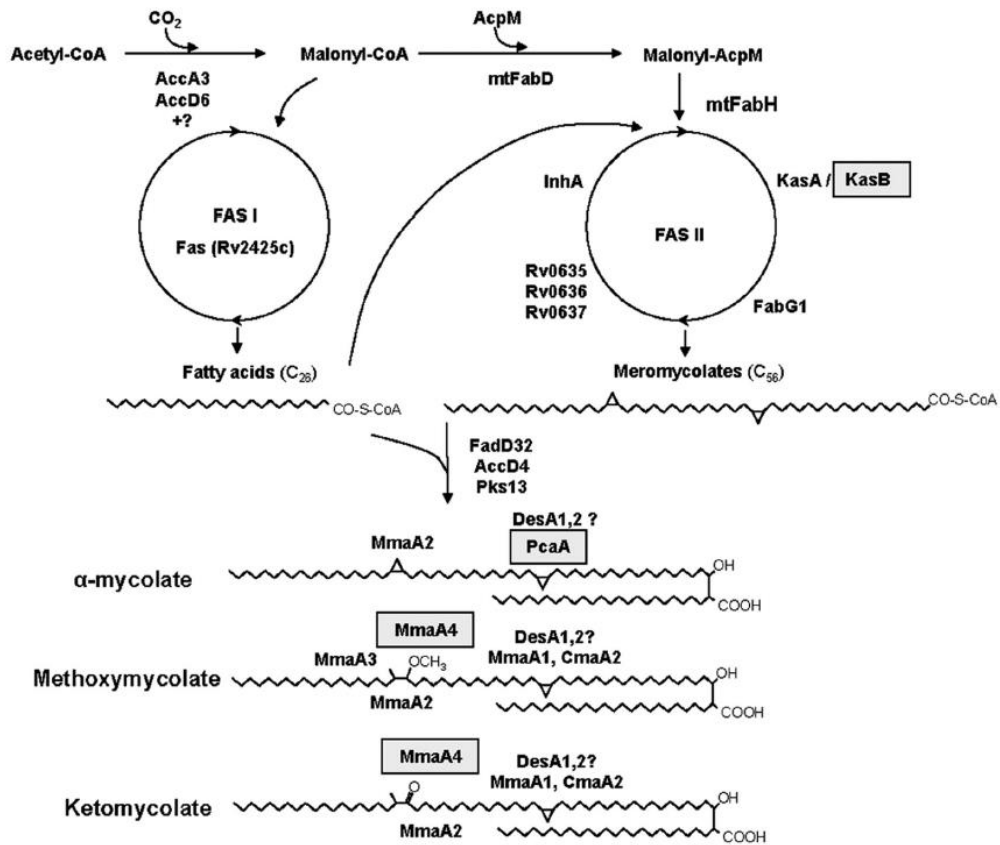 CO₂
AcpM
Acetyl-CoA
Malonyl-CoA
Malonyl-AcpM
AccA3
AccD6
+?
mtFabD
mtFabH
InhA
KasA / KasB
FAS I
Fas (Rv2425c)
FAS II
Rv0635
Rv0636
Rv0637
FabG1
Fatty acids (C₂₆)
Meromycolates (C₅₆)
CO-S-CoA
CO-S-CoA
FadD32
AccD4
Pks13
DesA1,2 ?
MmaA2
PcaA
α-mycolate
OH
COOH
MmaA4
DesA1,2?
MmaA3
OCH₃
MmaA1, CmaA2
Methoxymycolate
OH
MmaA2
COOH
MmaA4
DesA1,2?
MmaA1, CmaA2
O
Ketomycolate
OH
MmaA2
COOH